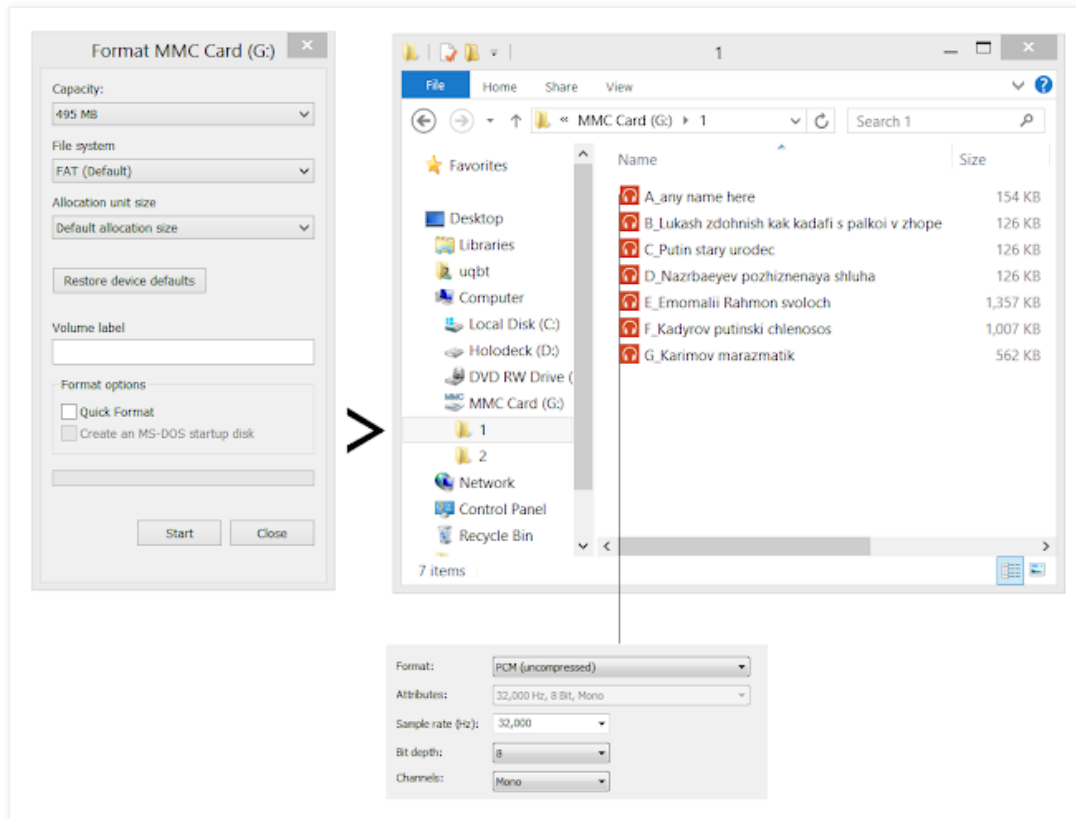 Format MMC Card (G:)
Capacity:
495 MB
File system
FAT (Default)
Allocation unit size
Default allocation size
Restore device defaults
Volume label
Format options
Quick Format
Create an MS-DOS startup disk
Start
Close
>
1
File
Home
Share
View
« MMC Card (G:) 1
Search 1
Favorites
Desktop
Libraries
uqbt
Computer
Local Disk (C:)
Holodeck (D:)
DVD RW Drive (
MMC Card (G:)
1
2
Network
Control Panel
Recycle Bin
Name
Size
A_any name here 154 KB
B_Lukash zdohnish kak kadafi s palkoi v zhope 126 KB
C_Putin stary urodec 126 KB
D_Nazrbaeyev pozhiznenaya shluha 126 KB
E_Emomalii Rahmon svoloch 1,357 KB
F_Kadyrov putinski chlenosos 1,007 KB
G_Karimov marazmatik 562 KB
7 items
Format: PCM (uncompressed)
Attributes: 32,000 Hz, 8 Bit, Mono
Sample rate (Hz): 32,000
Bit depth: 8
Channels: Mono